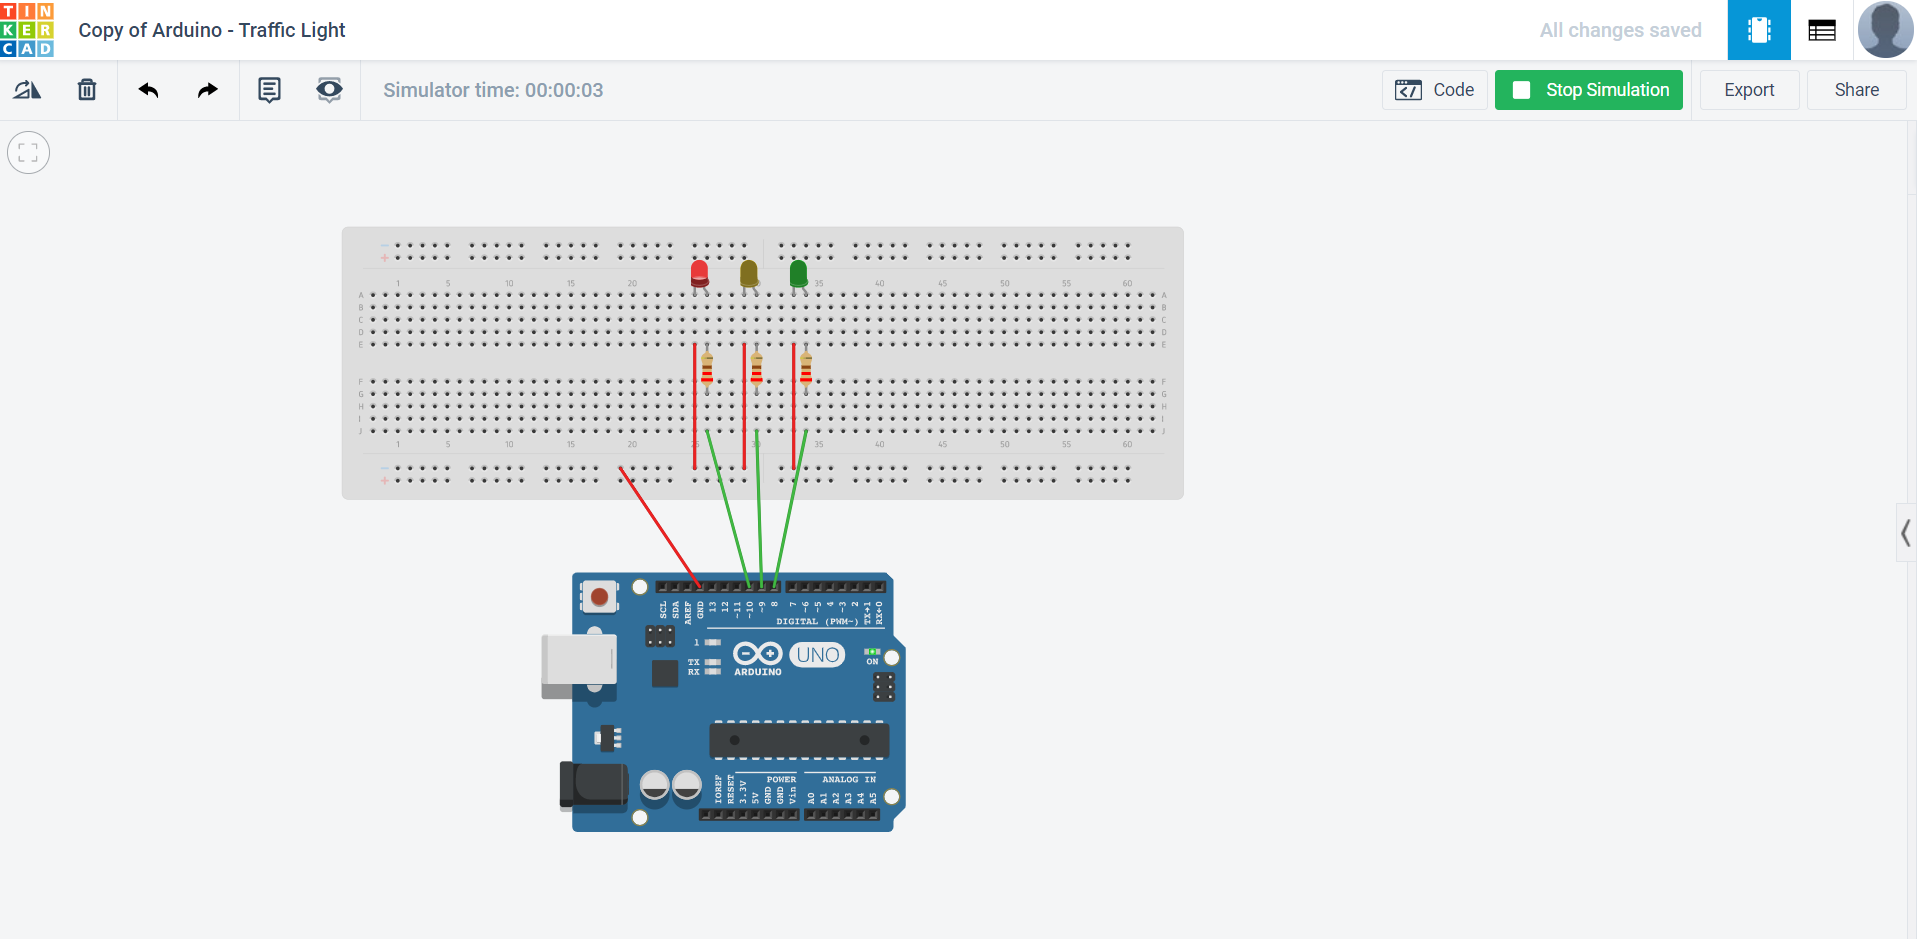 TIN
KER
CAD
Copy of Arduino - Traffic Light
All changes saved
Simulator time: 00:00:03
Code
Stop Simulation
Export
Share
1 5 10 15 20 35 40 45 50 55 60
A A
B B
C C
D D
E E
F F
G G
H H
I I
J J
1 5 10 15 20 25 30 35 40 45 50 55 60
SCL SDA AREF GND 13 12 ~11 ~10 ~9 8 7 ~6 ~5 4 ~3 2 TX→1 RX←0
DIGITAL (PWM~)
1
TX
RX
ARDUINO
UNO
ON
POWER ANALOG IN
IOREF RESET 3.3V 5V GND GND Vin A0 A1 A2 A3 A4 A5